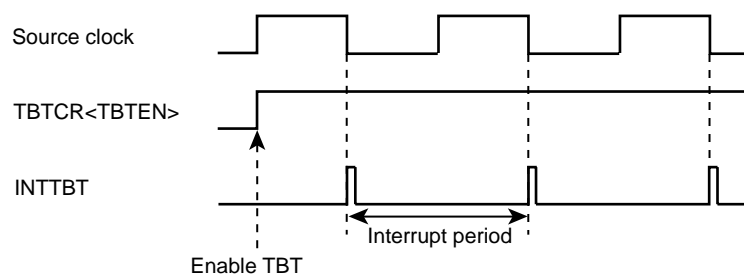 Source clock
TBTCR<TBTEN>
INTTBT
Interrupt period
Enable TBT